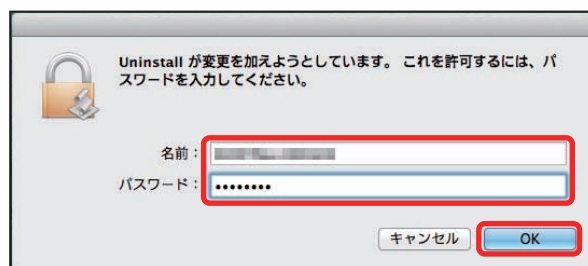 Uninstall が変更を加えようとしています。 これを許可するには、パ
スワードを入力してください。
名前：
パスワード： ••••••••
キャンセル OK